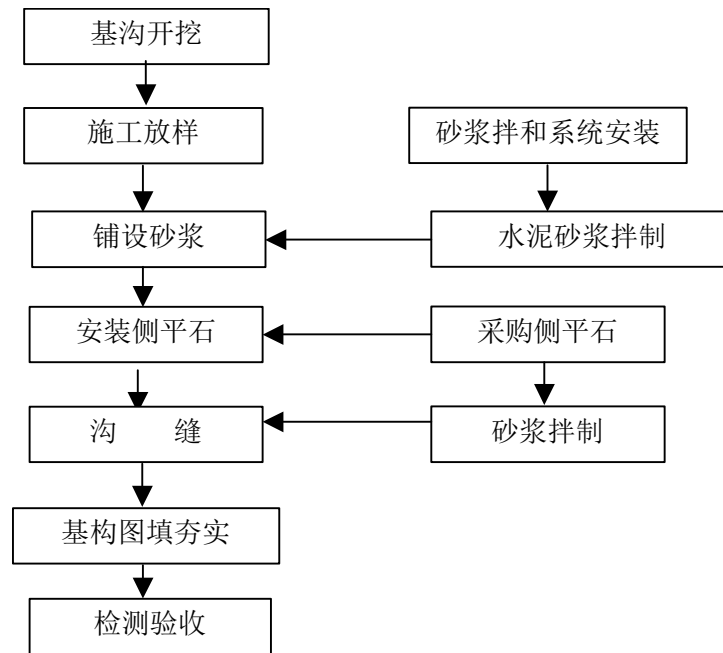 基沟开挖
施工放样
砂浆拌和系统安装
铺设砂浆
水泥砂浆拌制
安装侧平石
采购侧平石
沟 缝
砂浆拌制
基构图填夯实
检测验收